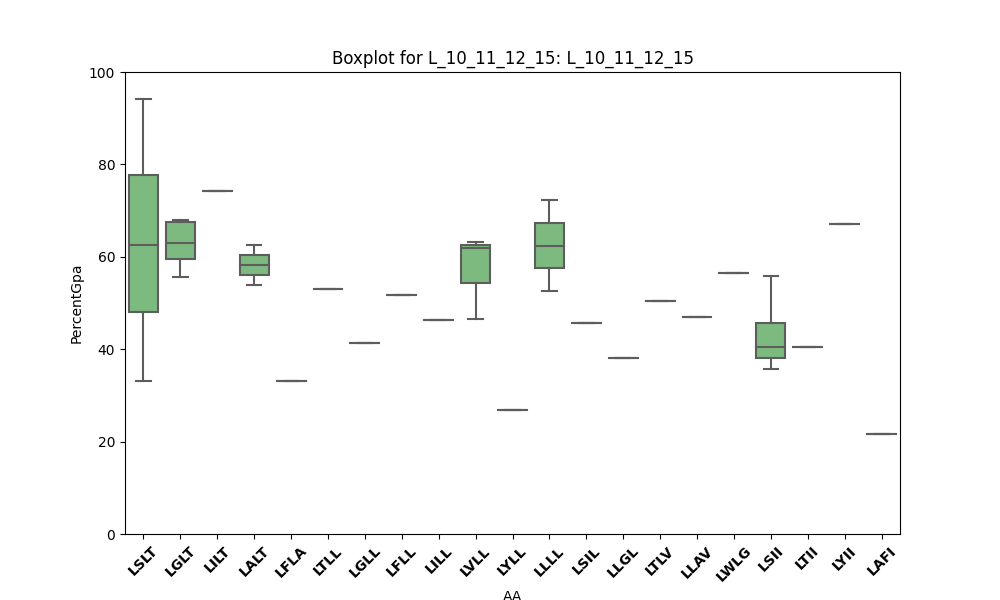 Boxplot for L_10_11_12_15: L_10_11_12_15
PercentGpa
100
80
60
40
20
0
LSLT LGLT LILT LALT LFLA LTLL LGLL LFLL LILL LVLL LYLL LLLL LSIL LLGL LTLV LLAV LWLG LSII LTII LYII LAFI
AA